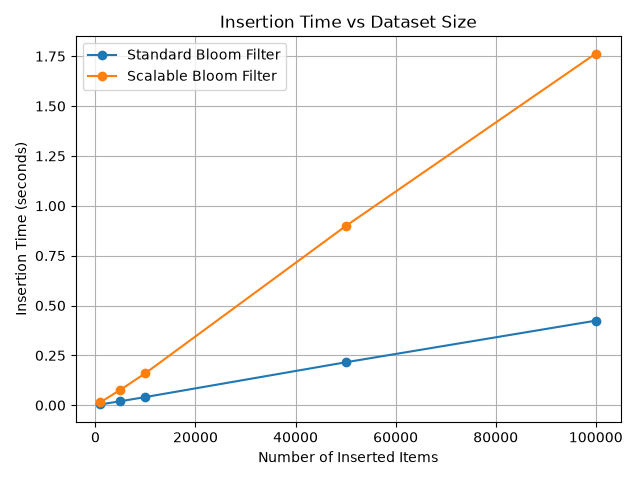 Insertion Time vs Dataset Size
Standard Bloom Filter
Scalable Bloom Filter
Insertion Time (seconds)
1.75
1.50
1.25
1.00
0.75
0.50
0.25
0.00
0 20000 40000 60000 80000 100000
Number of Inserted Items